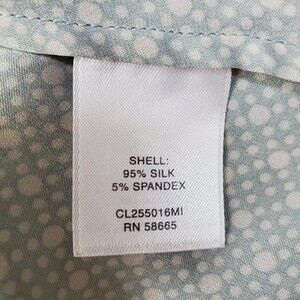 SHELL:
95% SILK
5% SPANDEX
CL255016MI
RN 58665